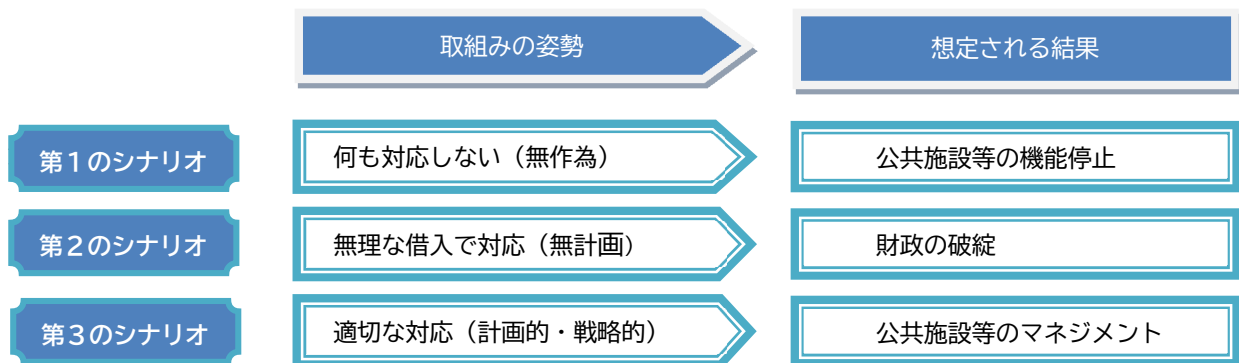 取組みの姿勢
想定される結果
第1のシナリオ
何も対応しない（無作為）
公共施設等の機能停止
第2のシナリオ
無理な借入で対応（無計画）
財政の破綻
第3のシナリオ
適切な対応（計画的・戦略的）
公共施設等のマネジメント